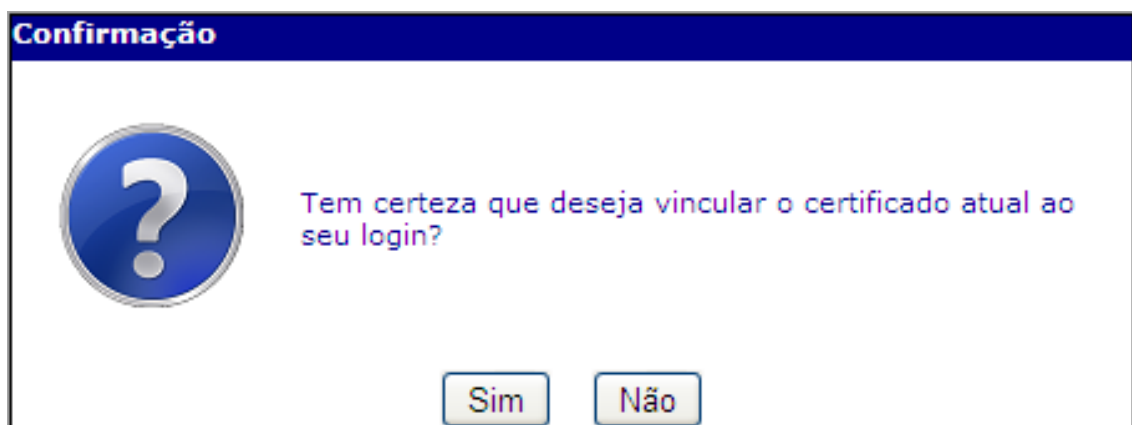 Confirmação
Tem certeza que deseja vincular o certificado atual ao
seu login?
Sim Não